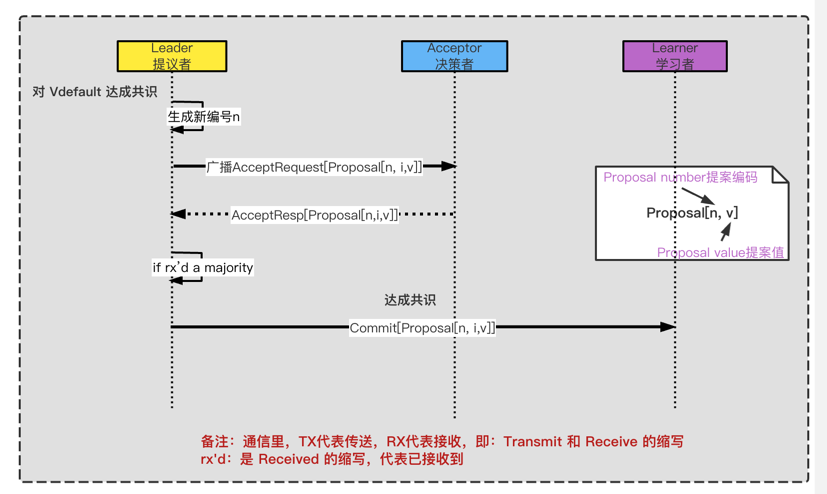 Leader
提议者
Acceptor
决策者
Learner
学习者
对 Vdefault 达成共识
生成新编号n
广播AcceptRequest[Proposal[n, i,v]]
Proposal number提案编码
AcceptResp[Proposal[n,i,v]]
Proposal[n, v]
Proposal value提案值
if rx'd a majority
达成共识
Commit[Proposal[n, i,v]]
备注：通信里，TX代表传送，RX代表接收，即：Transmit 和 Receive 的缩写
rx'd：是 Received 的缩写，代表已接收到